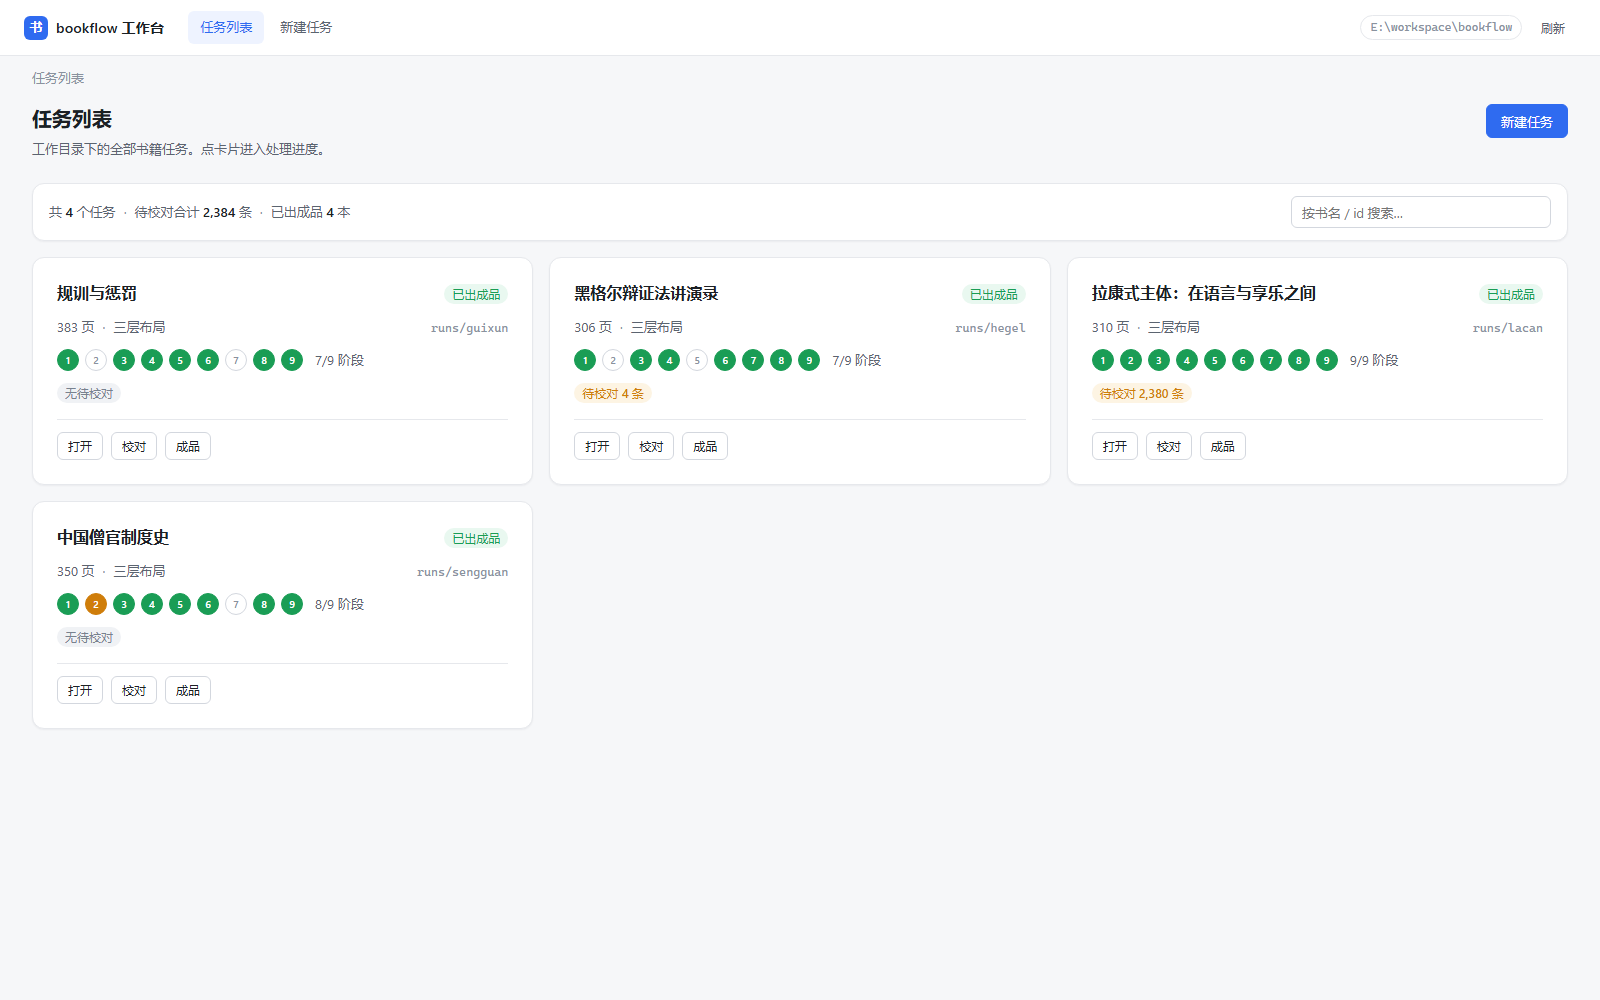 书 bookflow 工作台 任务列表 新建任务 E:\workspace\bookflow 刷新
任务列表
任务列表 新建任务
工作目录下的全部书籍任务。点卡片进入处理进度。
共 4 个任务 · 待校对合计 2,384 条 · 已出成品 4 本 按书名 / id 搜索...
规训与惩罚 已出成品
383 页 · 三层布局 runs/guixun
1 2 3 4 5 6 7 8 9 7/9 阶段
无待校对
打开 校对 成品
黑格尔辩证法讲演录 已出成品
306 页 · 三层布局 runs/hegel
1 2 3 4 5 6 7 8 9 7/9 阶段
待校对 4 条
打开 校对 成品
拉康式主体：在语言与享乐之间 已出成品
310 页 · 三层布局 runs/lacan
1 2 3 4 5 6 7 8 9 9/9 阶段
待校对 2,380 条
打开 校对 成品
中国僧官制度史 已出成品
350 页 · 三层布局 runs/sengguan
1 2 3 4 5 6 7 8 9 8/9 阶段
无待校对
打开 校对 成品